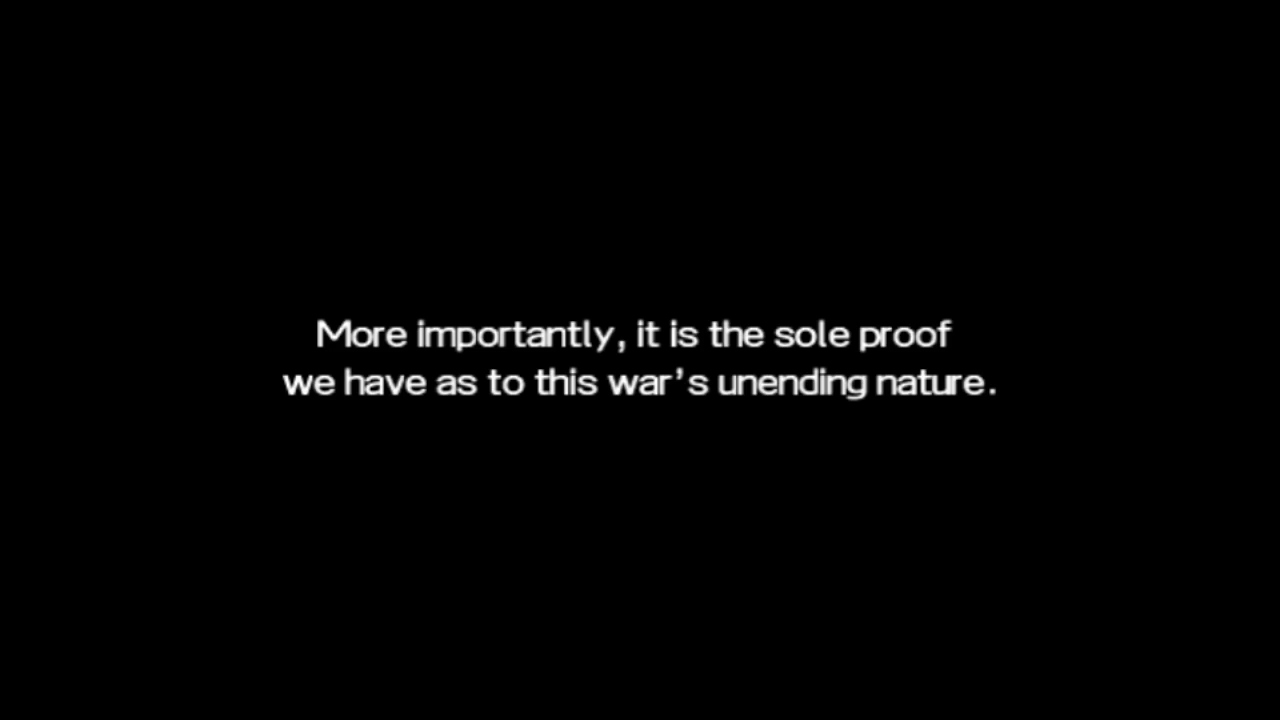 More importantly, it is the sole proof
we have as to this war's unending nature.